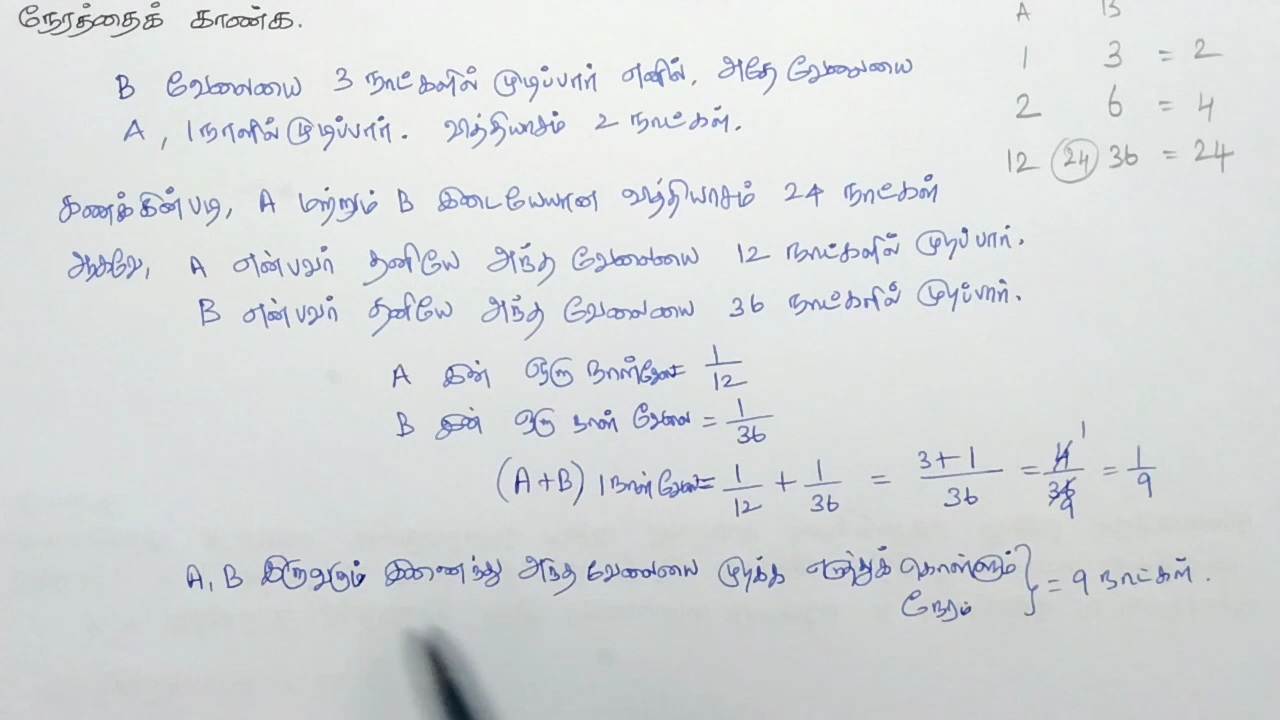 நேரத்தைக் காண்க.
A B
1 3 = 2
2 6 = 4
12 24 36 = 24
B வேலையை 3 நாட்களில் முடிப்பார் எனில், அதே வேலையை
A , 1 நாளில் முடிப்பார். வித்தியாசம் 2 நாட்கள்.
கணக்கின்படி, A மற்றும் B இடையேயான வித்தியாசம் 24 நாட்கள்
ஆகவே, A என்பவர் தனியே அந்த வேலையை 12 நாட்களில் முடிப்பார்.
B என்பவர் தனியே அந்த வேலையை 36 நாட்களில் முடிப்பார்.
A இன் ஒரு நாள் வேலை = 1/12
B இன் ஒரு நாள் வேலை = 1/36
(A+B) 1 நாள் வேலை = 1/12 + 1/36 = 3+1/36 = 4/36 = 1/9
A, B இருவரும் இணைந்து அந்த வேலையை முடிக்க எடுத்துக் கொள்ளும் } = 9 நாட்கள்.
நேரம்